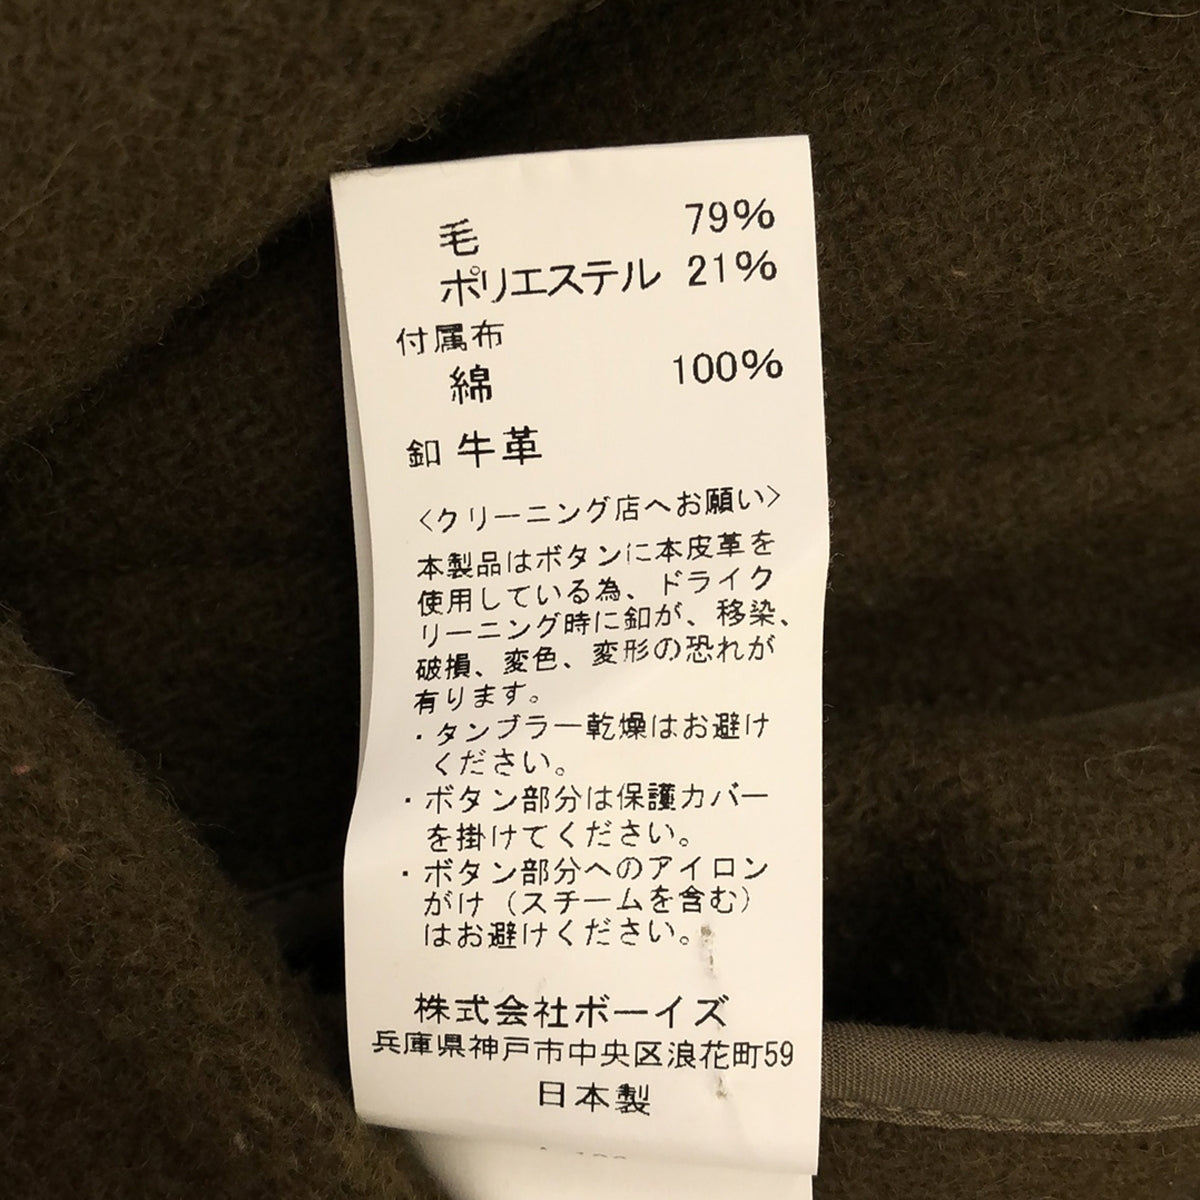 毛 79%
ポリエステル 21%
付属布
綿 100%
釦 牛革
<クリーニング店へお願い>
本製品はボタンに本皮革を
使用している為、ドライク
リーニング時に釦が、移染、
破損、変色、変形の恐れが
有ります。
・タンブラー乾燥はお避け
ください。
・ボタン部分は保護カバー
を掛けてください。
・ボタン部分へのアイロン
がけ（スチームを含む）
はお避けください。
株式会社ボーイズ
兵庫県神戸市中央区浪花町59
日本製